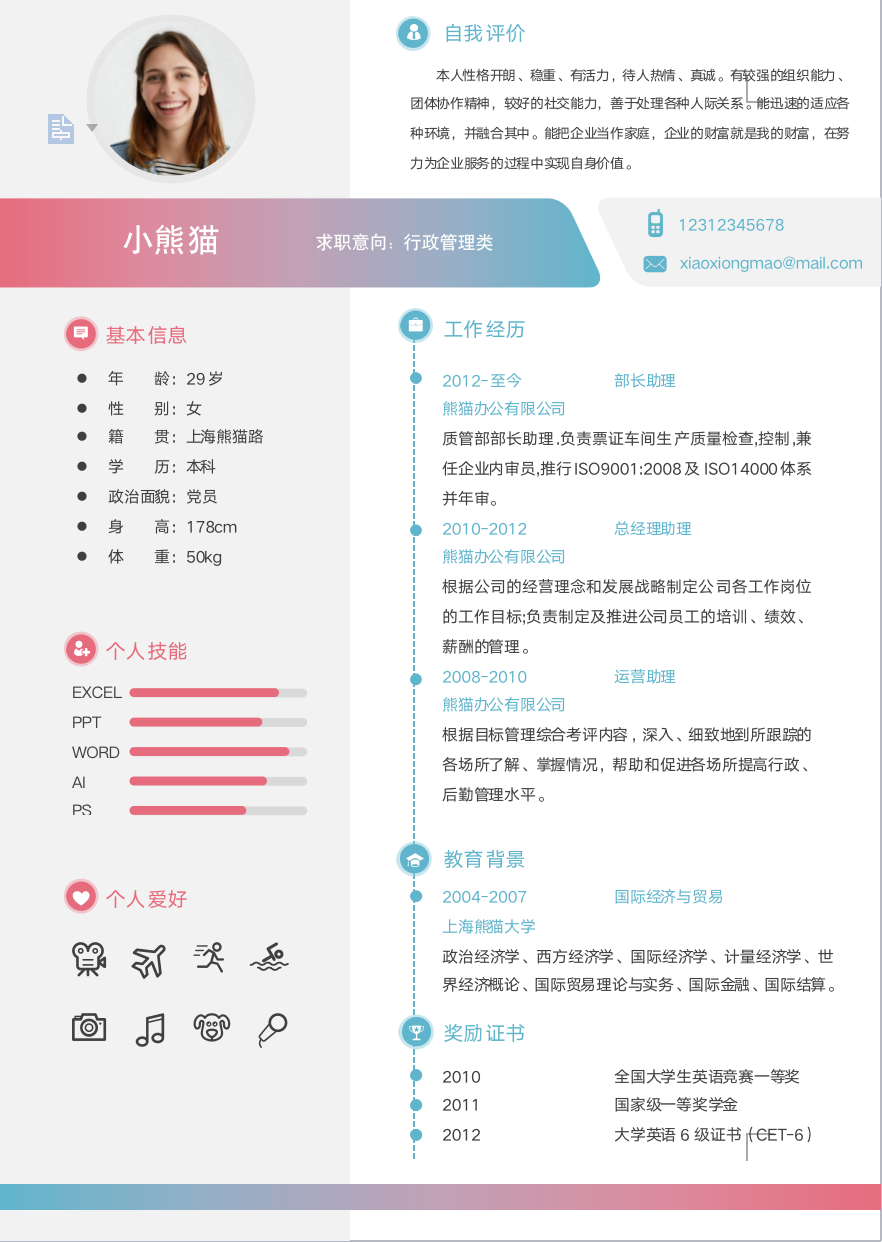 自我评价
本人性格开朗、稳重、有活力，待人热情、真诚。有较强的组织能力、
团体协作精神，较好的社交能力，善于处理各种人际关系。能迅速的适应各
种环境，并融合其中。能把企业当作家庭，企业的财富就是我的财富，在努
力为企业服务的过程中实现自身价值。
小熊猫 求职意向：行政管理类
12312345678
xiaoxiongmao@mail.com
基本信息
年 龄：29 岁
性 别：女
籍 贯：上海熊猫路
学 历：本科
政治面貌：党员
身 高：178cm
体 重：50kg
个人技能
EXCEL
PPT
WORD
AI
PS
个人爱好
工作经历
2012-至今 部长助理
熊猫办公有限公司
质管部部长助理.负责票证车间生产质量检查,控制,兼
任企业内审员,推行ISO9001:2008 及 ISO14000 体系
并年审。
2010-2012 总经理助理
熊猫办公有限公司
根据公司的经营理念和发展战略制定公司各工作岗位
的工作目标;负责制定及推进公司员工的培训、绩效、
薪酬的管理。
2008-2010 运营助理
熊猫办公有限公司
根据目标管理综合考评内容，深入、细致地到所跟踪的
各场所了解、掌握情况，帮助和促进各场所提高行政、
后勤管理水平。
教育背景
2004-2007 国际经济与贸易
上海熊猫大学
政治经济学、西方经济学、国际经济学、计量经济学、世
界经济概论、国际贸易理论与实务、国际金融、国际结算。
奖励证书
2010 全国大学生英语竞赛一等奖
2011 国家级一等奖学金
2012 大学英语 6 级证书（CET-6）